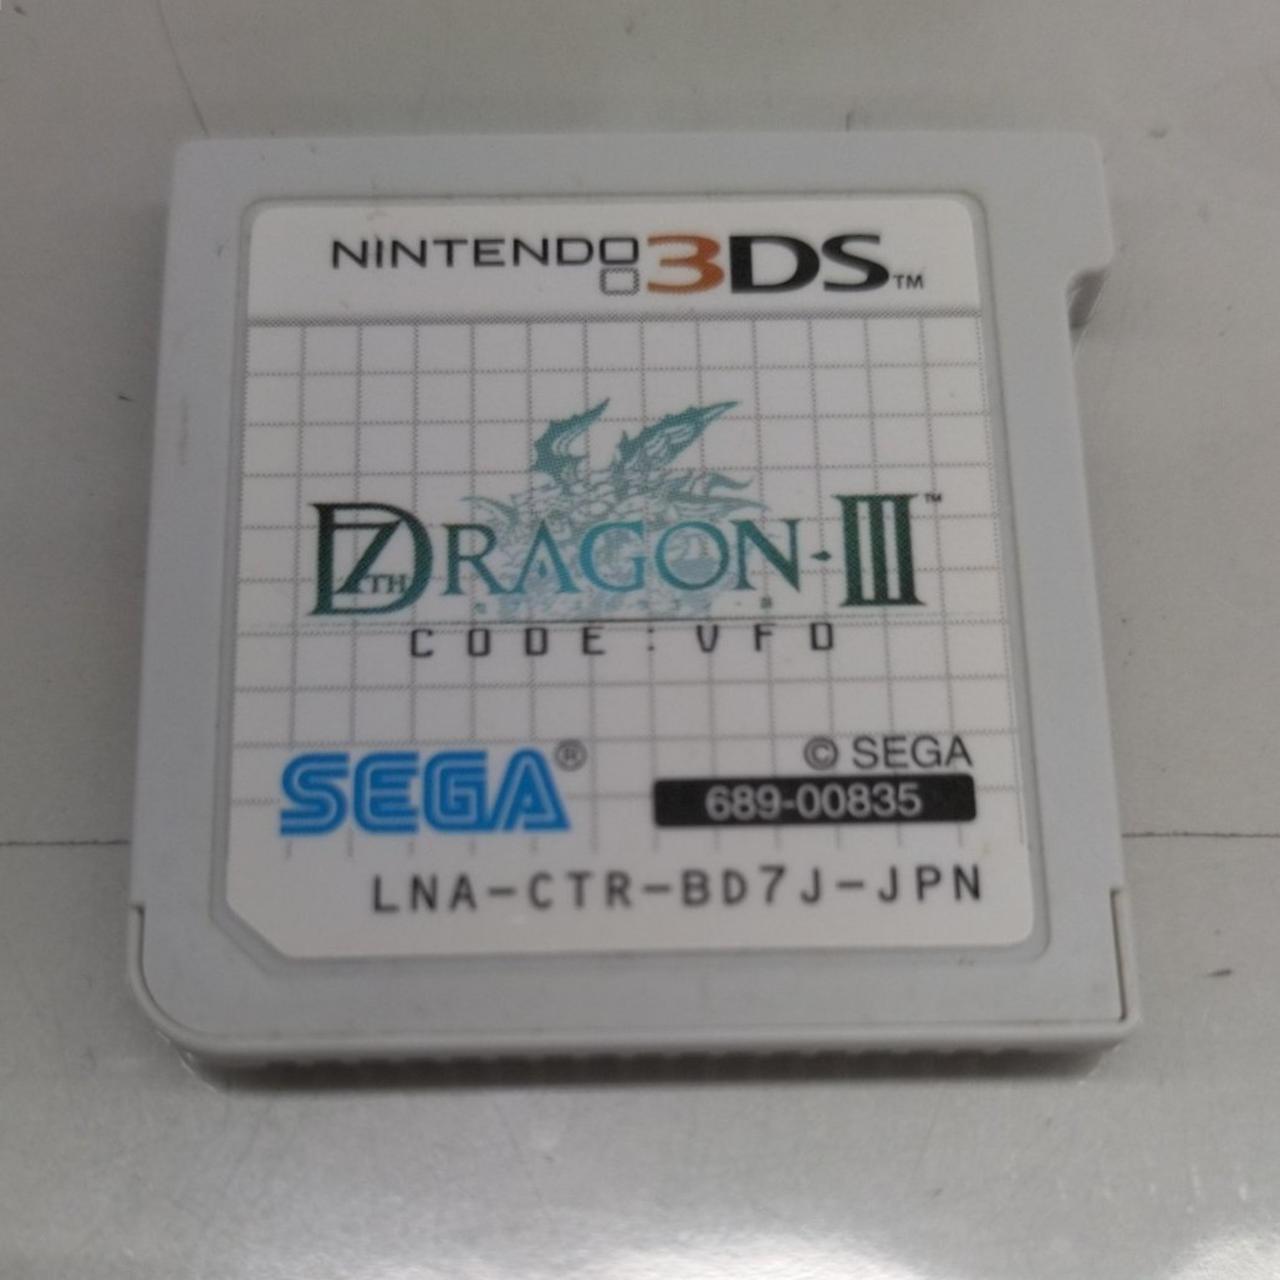 NINTENDO 3DS™
7TH DRAGON-III™
CODE:VFD
SEGA®
© SEGA
689-00835
LNA-CTR-BD7J-JPN